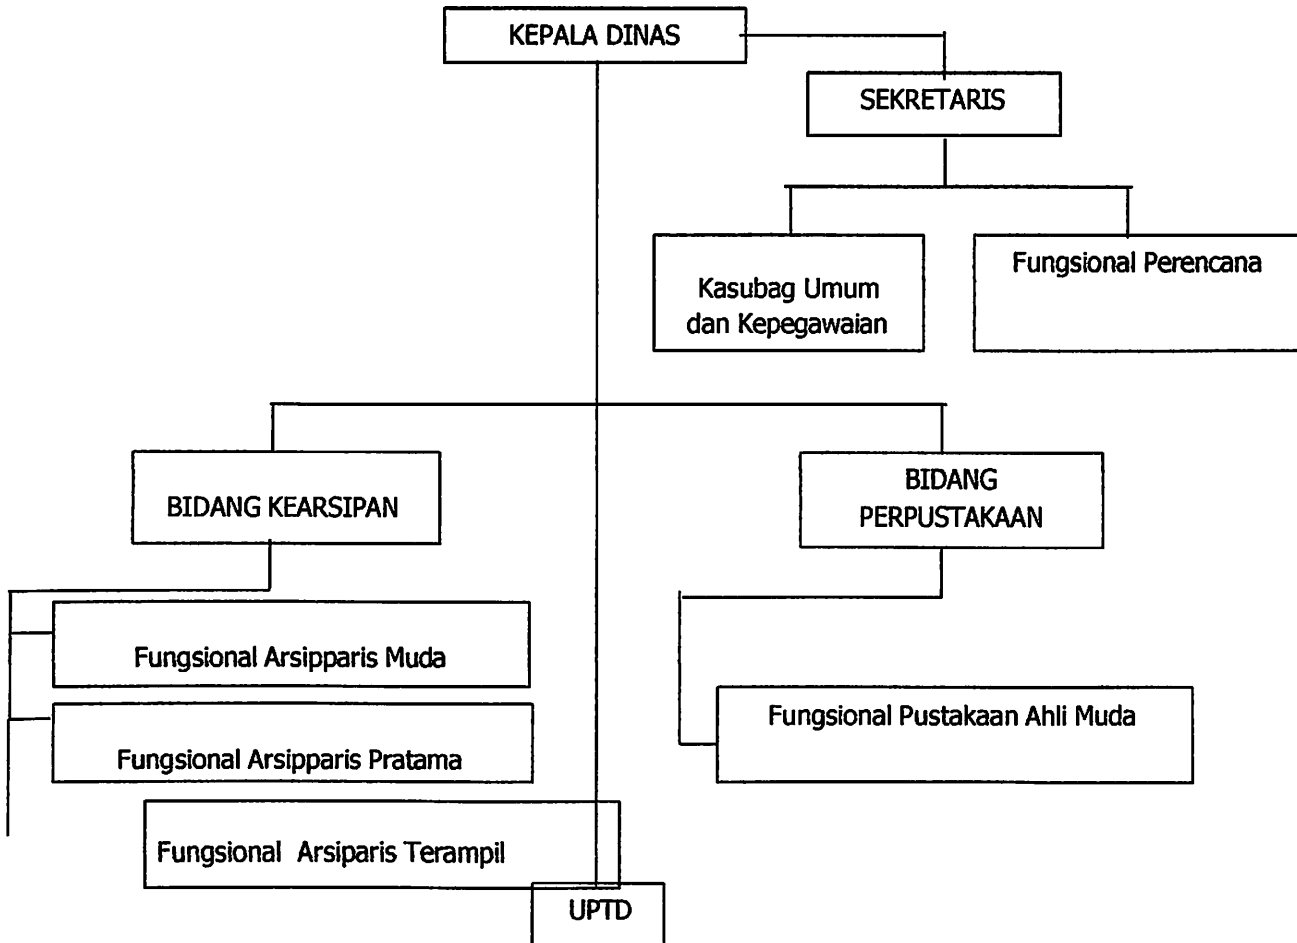 KEPALA DINAS
SEKRETARIS
Kasubag Umum
dan Kepegawaian
Fungsional Perencana
BIDANG KEARSIPAN
BIDANG
PERPUSTAKAAN
Fungsional Arsipparis Muda
Fungsional Arsipparis Pratama
Fungsional Arsiparis Terampil
Fungsional Pustakaan Ahli Muda
UPTD